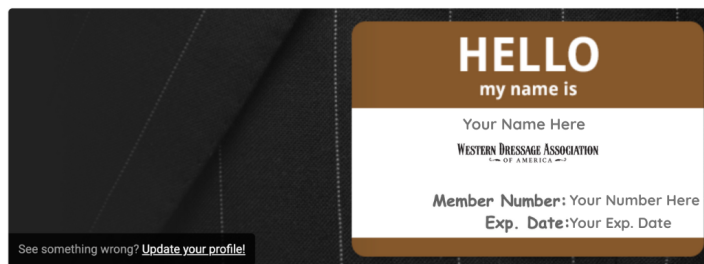 HELLO
my name is
Your Name Here
WESTERN DRESSAGE ASSOCIATION
OF AMERICA
Member Number: Your Number Here
Exp. Date:Your Exp. Date
See something wrong? Update your profile!